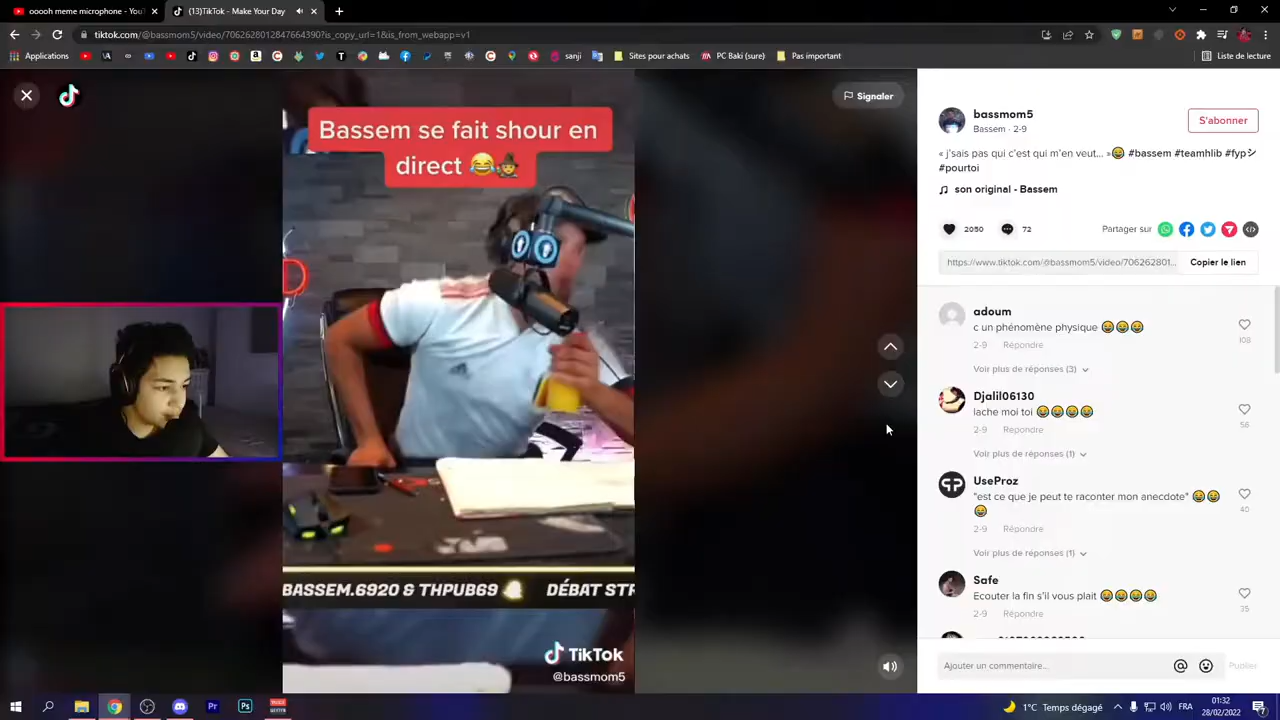 ooooh meme microphone - YouT
(13)TikTok - Make Your Day
tiktok.com/@bassmom5/video/7062628012847664390?is_copy_url=1&is_from_webapp=v1
Applications
sanji
Sites pour achats
PC Baki (sure)
Pas important
Liste de lecture
Signaler
Bassem se fait shour en
direct 😂🧙‍♀️
BASSEM.6920 & THPUB69
DÉBAT STR
TikTok
@bassmom5
bassmom5
Bassem · 2-9
S'abonner
« j'sais pas qui c'est qui m'en veut... »😂 #bassem #teamhlib #fypシ
#pourtoi
son original - Bassem
2050
72
Partager sur
https://www.tiktok.com/@bassmom5/video/706262801...
Copier le lien
adoum
c un phénomène physique 😂😂😂
108
2-9 Répondre
Voir plus de réponses (3)
Djalil06130
lache moi toi 😂😂😂😂
56
2-9 Répondre
Voir plus de réponses (1)
UseProz
"est ce que je peut te raconter mon anecdote" 😂😂
😂
40
2-9 Répondre
Voir plus de réponses (1)
Safe
Ecouter la fin s'il vous plait 😂😂😂😂
35
2-9 Répondre
Ajouter un commentaire...
Publier
1°C Temps dégagé
FRA
01:32
28/02/2022